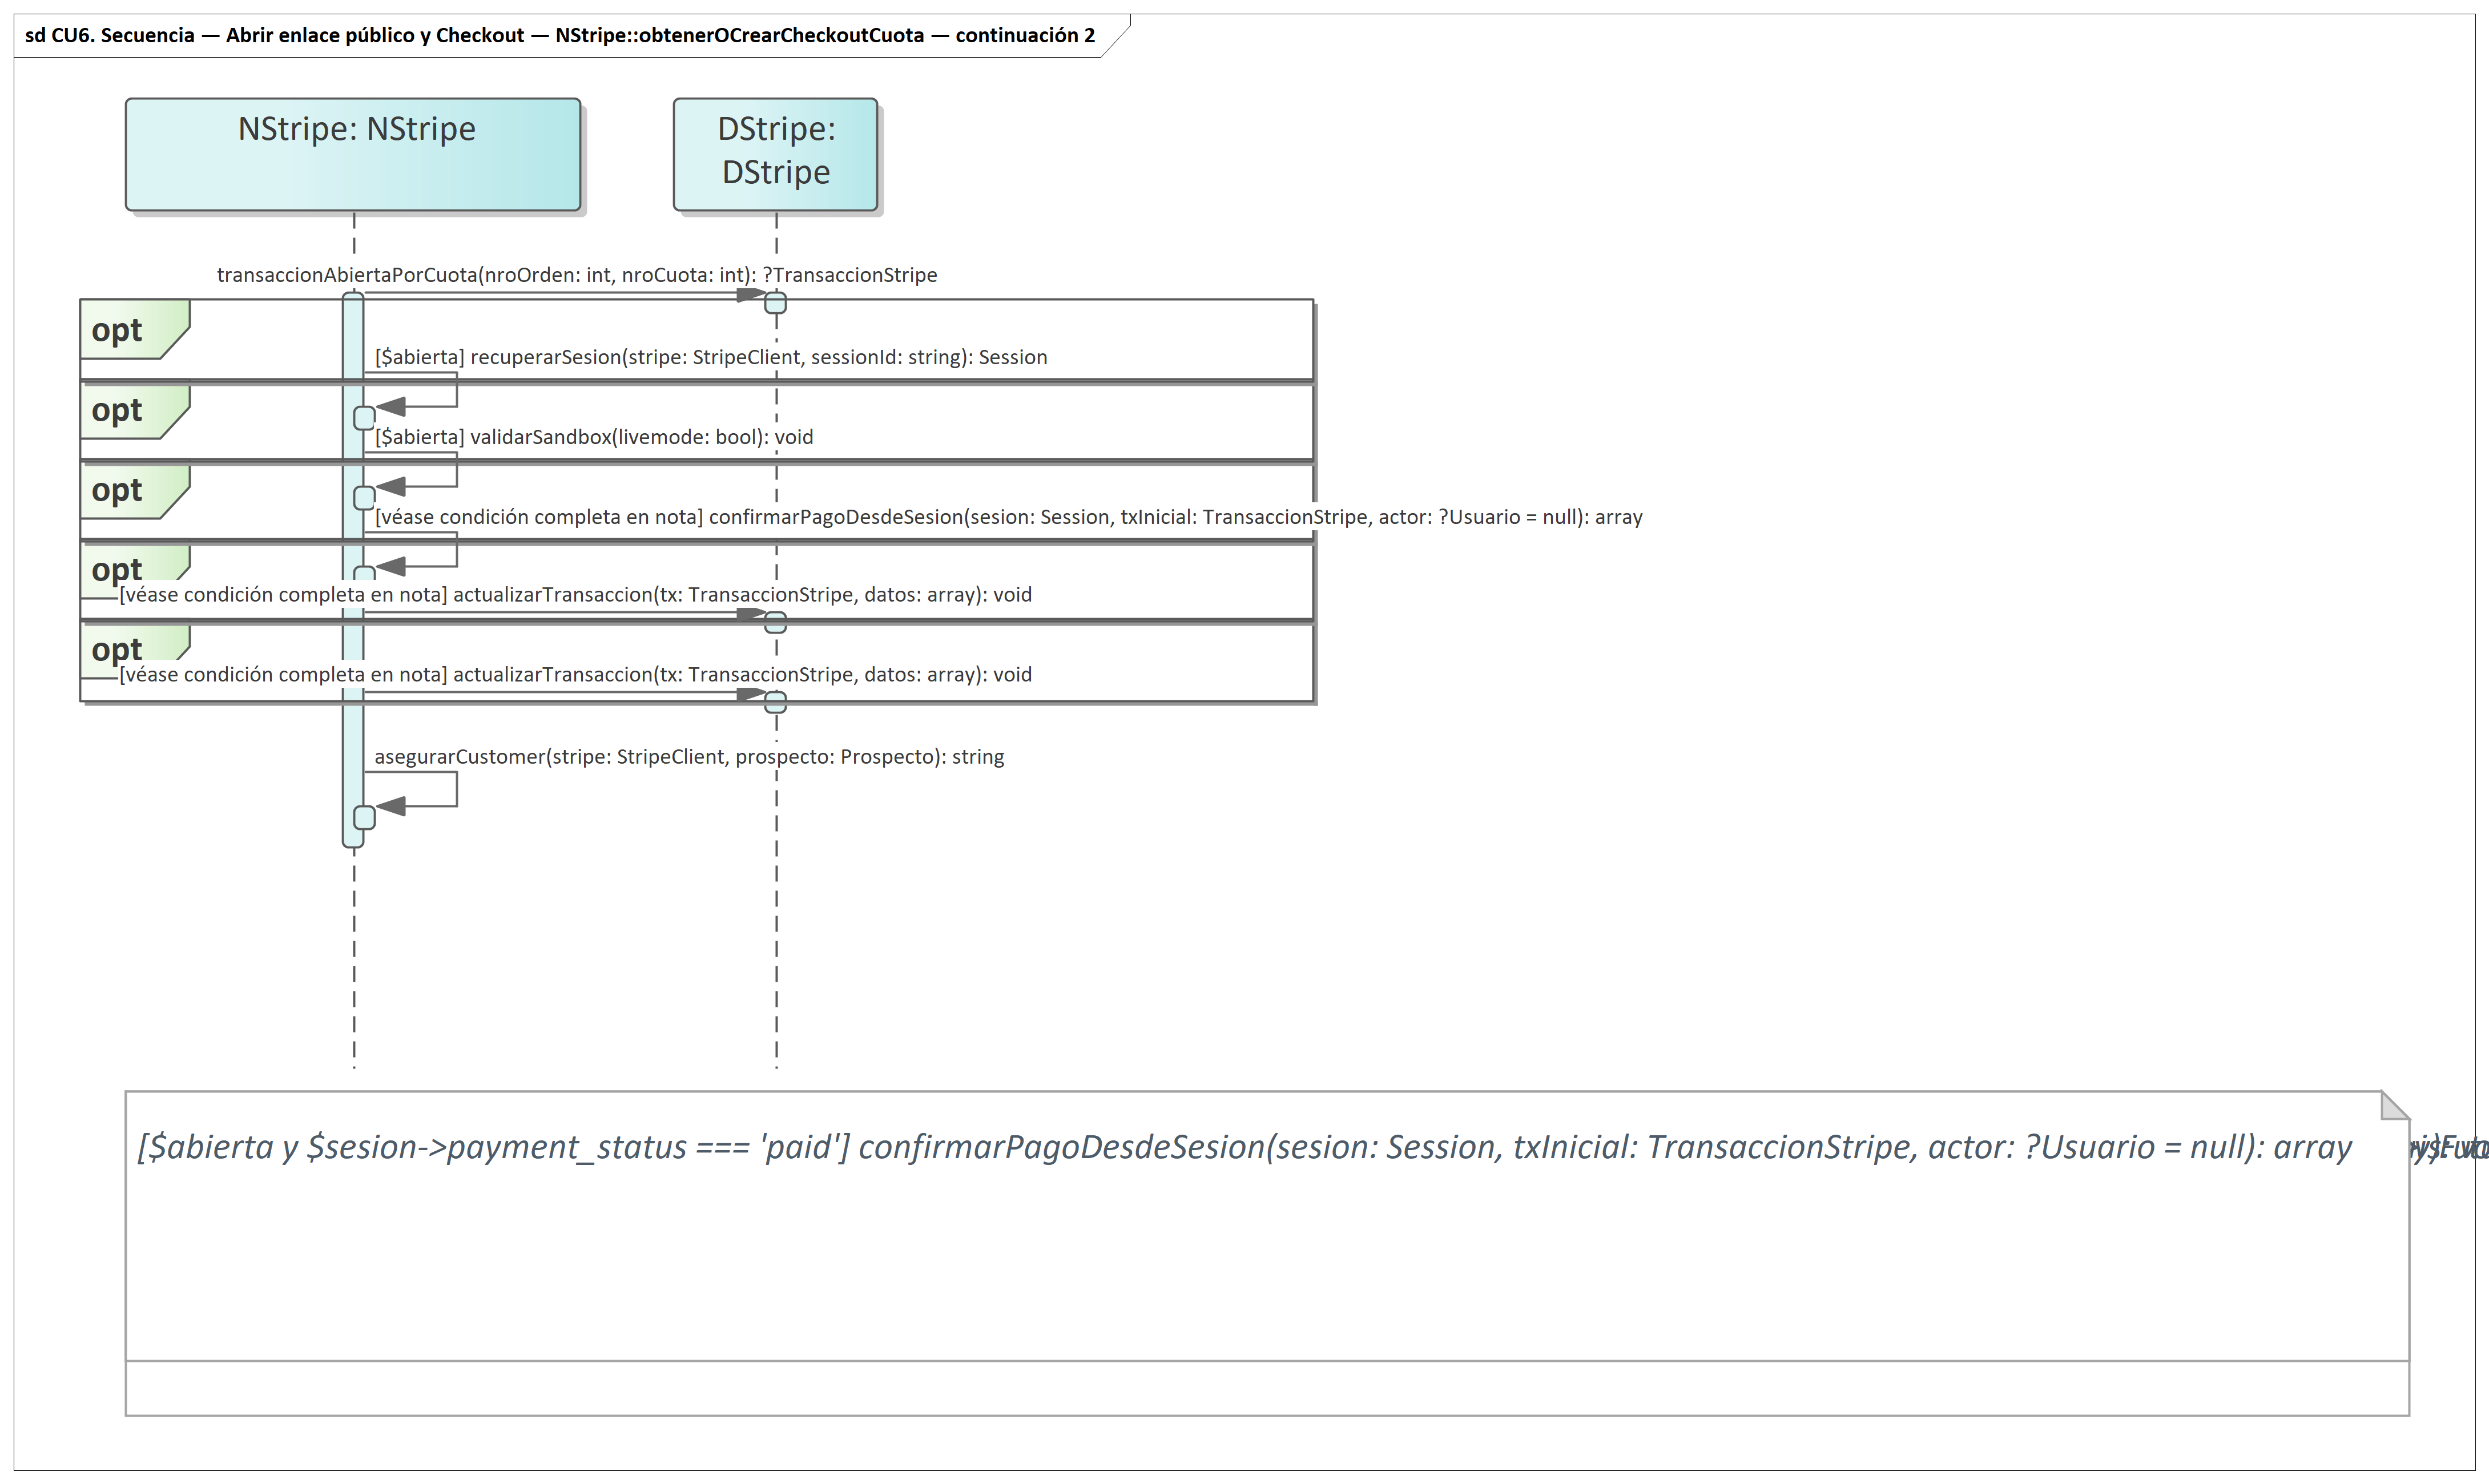 sd CU6. Secuencia — Abrir enlace público y Checkout — NStripe::obtenerOCrearCheckoutCuota — continuación 2
NStripe: NStripe
DStripe:
DStripe
transaccionAbiertaPorCuota(nroOrden: int, nroCuota: int): ?TransaccionStripe
opt
[$abierta] recuperarSesion(stripe: StripeClient, sessionId: string): Session
opt
[$abierta] validarSandbox(livemode: bool): void
opt
[véase condición completa en nota] confirmarPagoDesdeSesion(sesion: Session, txInicial: TransaccionStripe, actor: ?Usuario = null): array
opt
[véase condición completa en nota] actualizarTransaccion(tx: TransaccionStripe, datos: array): void
opt
[véase condición completa en nota] actualizarTransaccion(tx: TransaccionStripe, datos: array): void
asegurarCustomer(stripe: StripeClient, prospecto: Prospecto): string
[$abierta y $sesion->payment_status === 'paid'] confirmarPagoDesdeSesion(sesion: Session, txInicial: TransaccionStripe, actor: ?Usuario = null): array